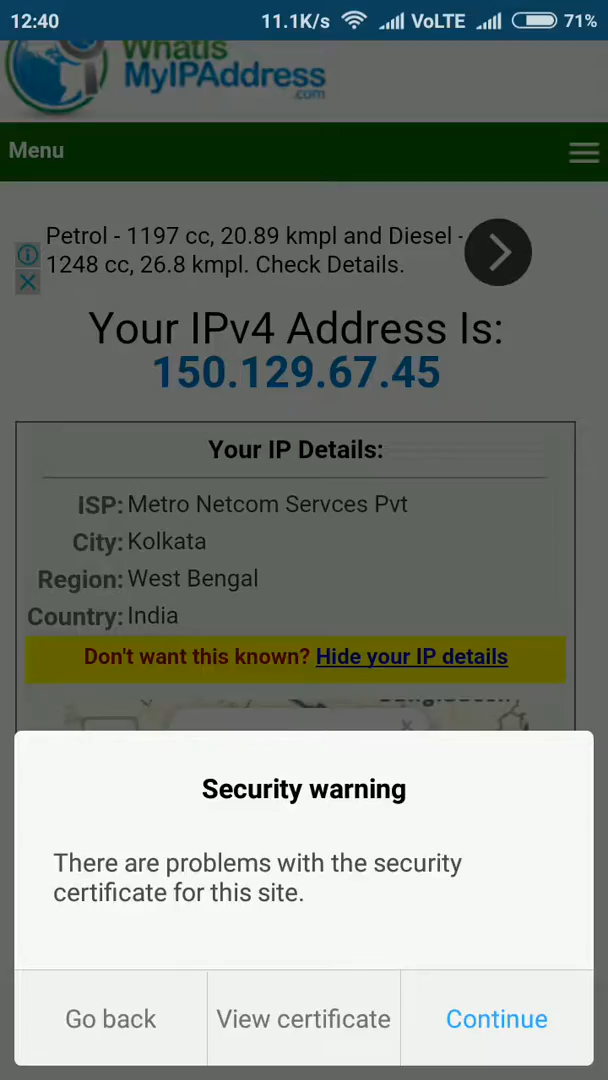 12:40 11.1K/s VoLTE 71%
WhatIs
MyIPAddress
.com
Menu
Petrol - 1197 cc, 20.89 kmpl and Diesel -
1248 cc, 26.8 kmpl. Check Details.
Your IPv4 Address Is:
150.129.67.45
Your IP Details:
ISP: Metro Netcom Servces Pvt
City: Kolkata
Region: West Bengal
Country: India
Don't want this known? Hide your IP details
Security warning
There are problems with the security
certificate for this site.
Go back View certificate Continue